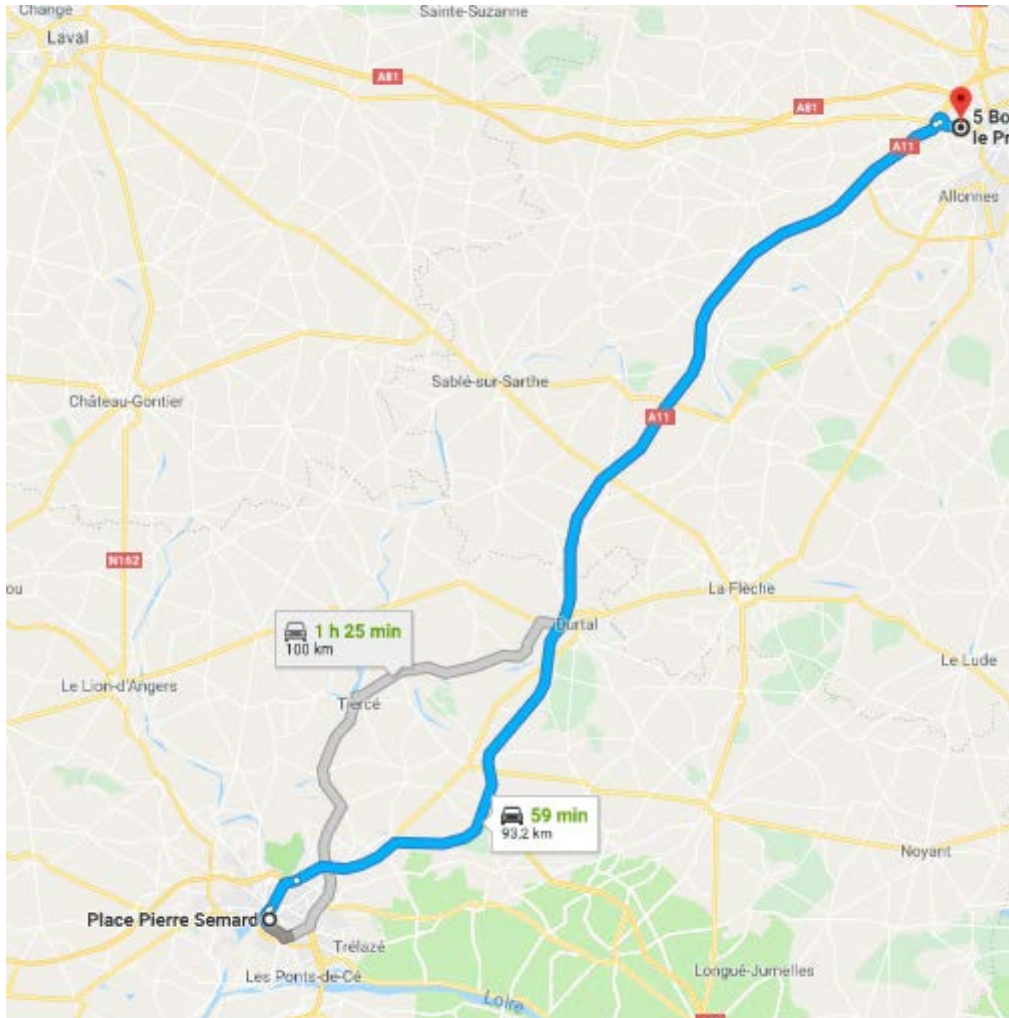 Changé
Sainte-Suzanne
Laval
A81
A81
5 Bo
le Pr
A11
Allonnes
Sablé-sur-Sarthe
Château-Gontier
A11
N162
ou
La Flèche
Durtal
1 h 25 min
100 km
Le Lude
Le Lion-d'Angers
Tiercé
59 min
93,2 km
Noyant
Place Pierre Semard
Trélazé
Les Ponts-de-Cé
Longué-Jumelles
Loire